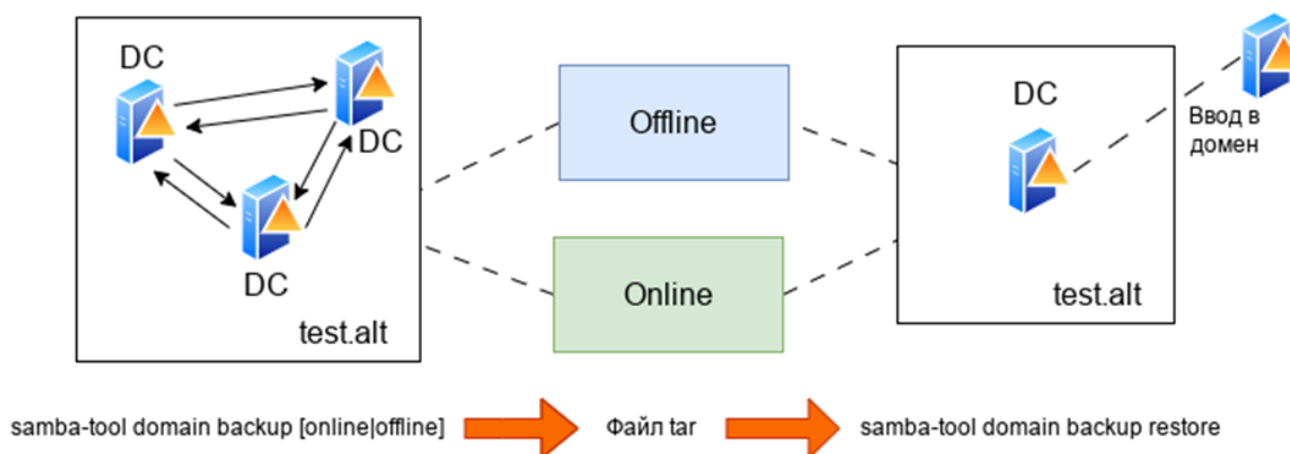 DC
DC
DC
test.alt
Offline
Online
DC
test.alt
Ввод в
домен
samba-tool domain backup [online|offline]
Файл tar
samba-tool domain backup restore